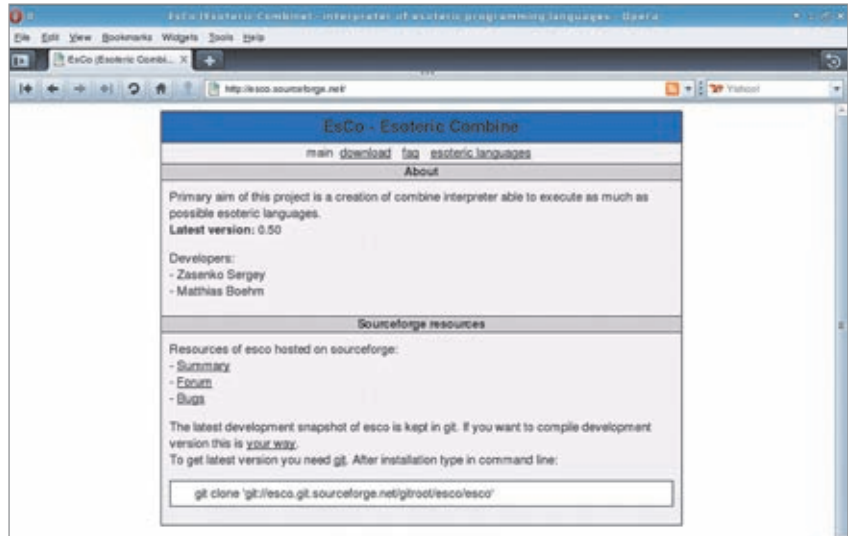 EsCo (Esoteric Combine) - interpreter of esoteric programming languages - Opera
File Edit View Bookmarks Widgets Tools Help
EsCo (Esoteric Combi... X
http://esco.sourceforge.net/ Yahoo!
EsCo - Esoteric Combine
main download faq esoteric languages
About
Primary aim of this project is a creation of combine interpreter able to execute as much as
possible esoteric languages.
Latest version: 0.50
Developers:
- Zasenko Sergey
- Matthias Boehm
Sourceforge resources
Resources of esco hosted on sourceforge:
- Summary
- Forum
- Bugs
The latest development snapshot of esco is kept in git. If you want to compile development
version this is your way.
To get latest version you need git. After installation type in command line:
git clone 'git://esco.git.sourceforge.net/gitroot/esco/esco'